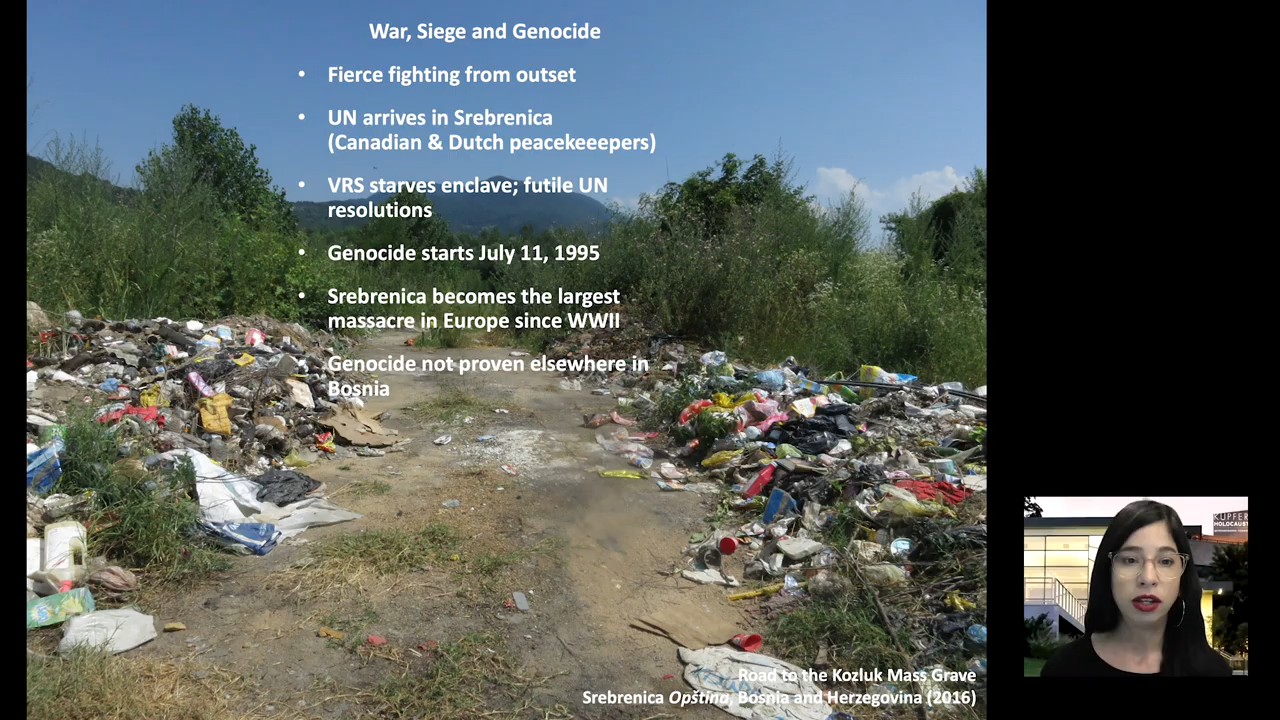 War, Siege and Genocide
• Fierce fighting from outset
• UN arrives in Srebrenica
(Canadian & Dutch peacekeeepers)
• VRS starves enclave; futile UN
resolutions
• Genocide starts July 11, 1995
• Srebrenica becomes the largest
massacre in Europe since WWII
Genocide not proven elsewhere in
Bosnia
KUPFER
HOLOCAUS
Road to the Kozluk Mass Grave
Srebrenica Opština, Bosnia and Herzegovina (2016)